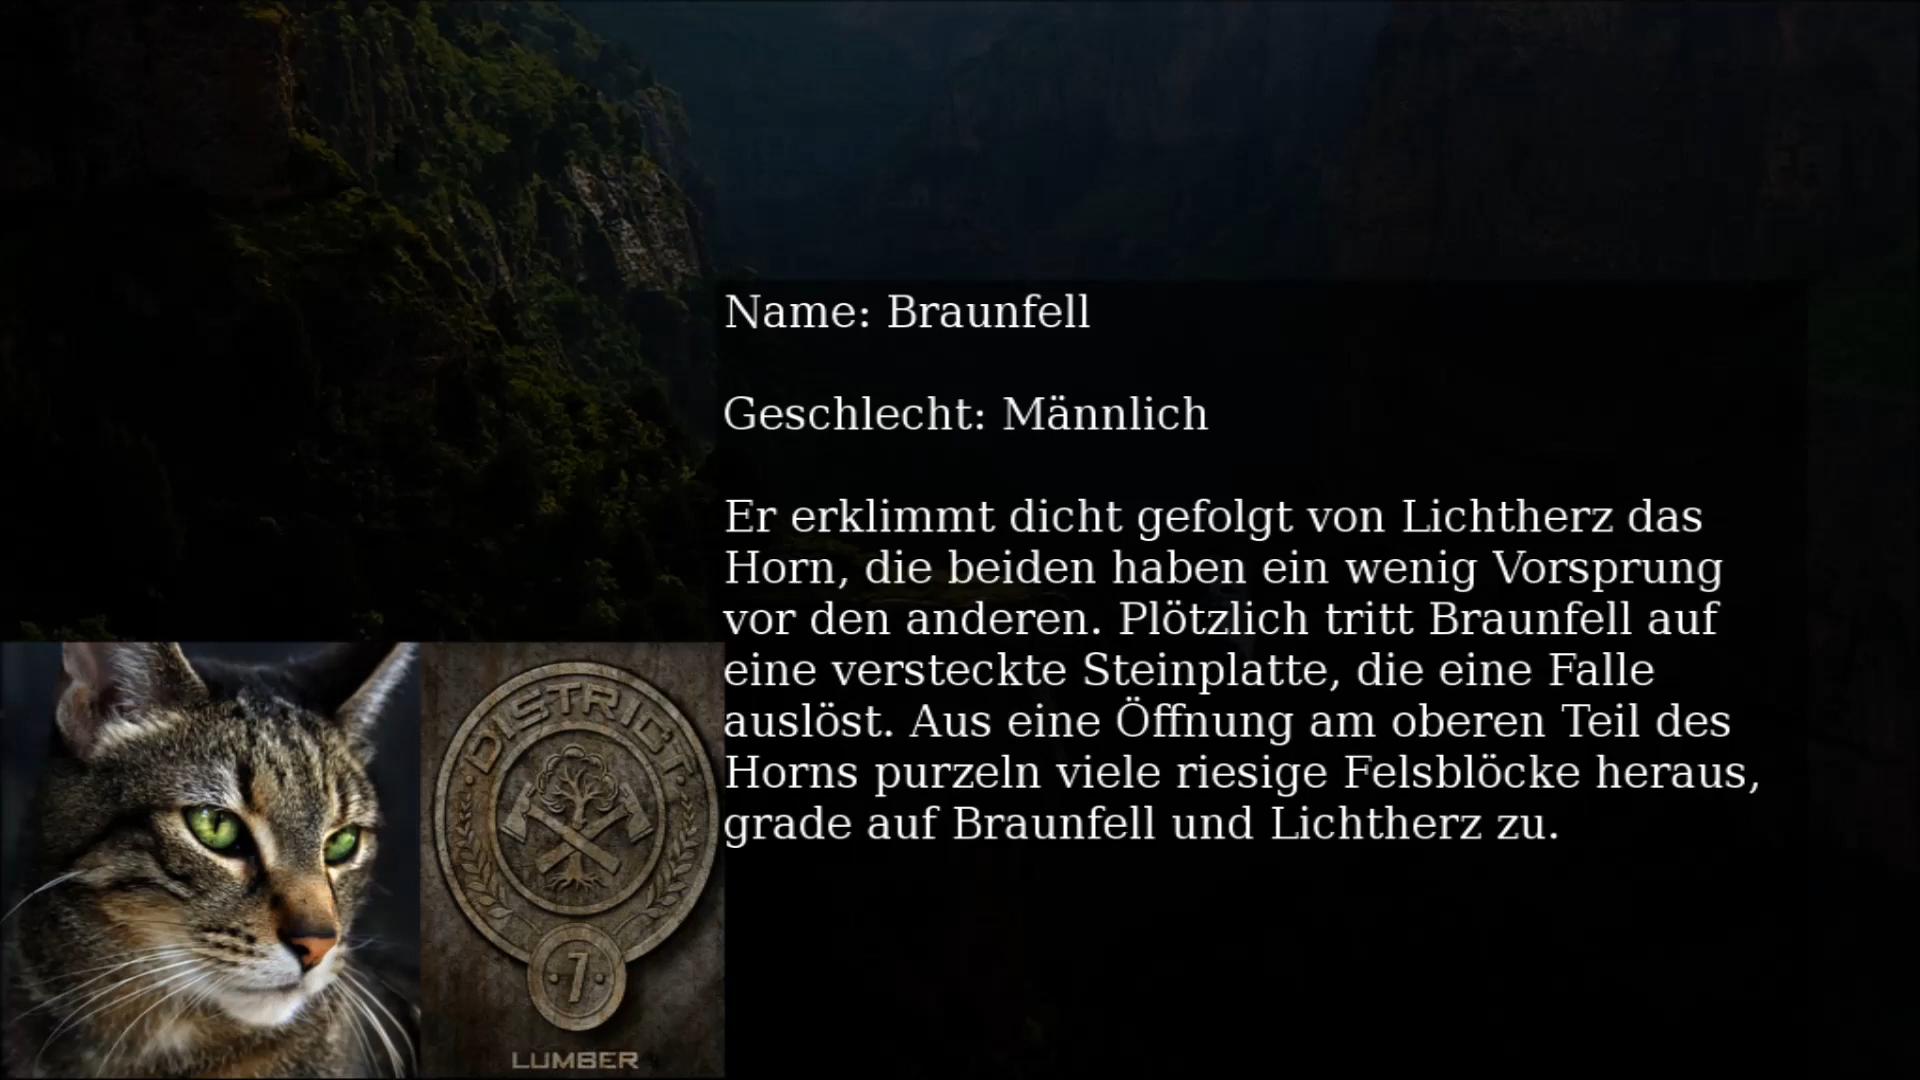 Name: Braunfell
Geschlecht: Männlich
Er erklimmt dicht gefolgt von Lichtherz das
Horn, die beiden haben ein wenig Vorsprung
vor den anderen. Plötzlich tritt Braunfell auf
eine versteckte Steinplatte, die eine Falle
auslöst. Aus eine Öffnung am oberen Teil des
Horns purzeln viele riesige Felsblöcke heraus,
grade auf Braunfell und Lichtherz zu.
DISTRICT
7
LUMBER